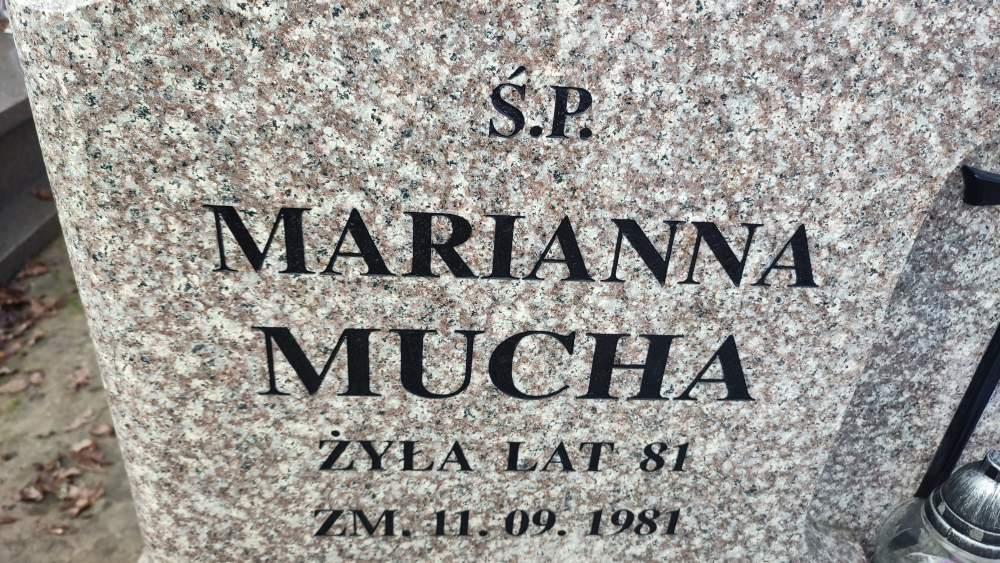 Ś.P.
MARIANNA
MUCHA
ŻYŁA LAT 81
ZM. 11. 09. 1981